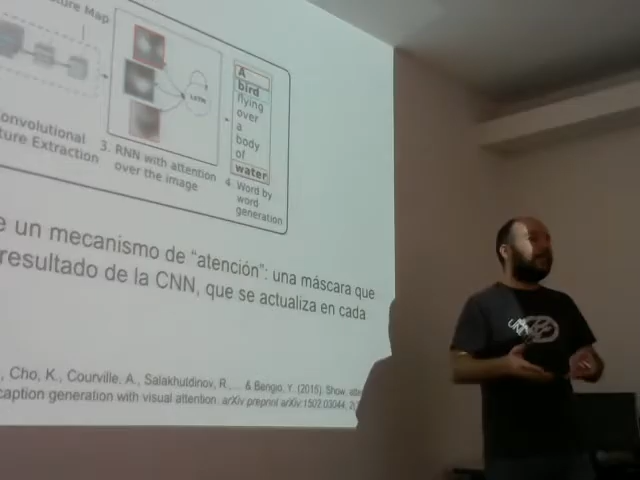 ture Map
LSTM
A
bird
flying
over
a
body
of
water
onvolutional
ture Extraction
3. RNN with attention
over the image
4. Word by
word
generation
e un mecanismo de “atención”: una máscara que
resultado de la CNN, que se actualiza en cada
., Cho, K., Courville, A., Salakhuldinov, R.,... & Bengio, Y. (2015). Show, atte
caption generation with visual attention. arXiv preprint arXiv:1502.03044, 2(